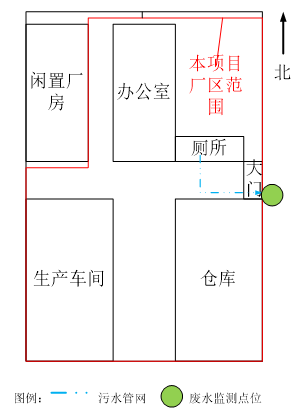 本项目
厂区范
围
北
闲置厂
房
办公室
厕所
大
门
生产车间
仓库
图例：
污水管网
废水监测点位